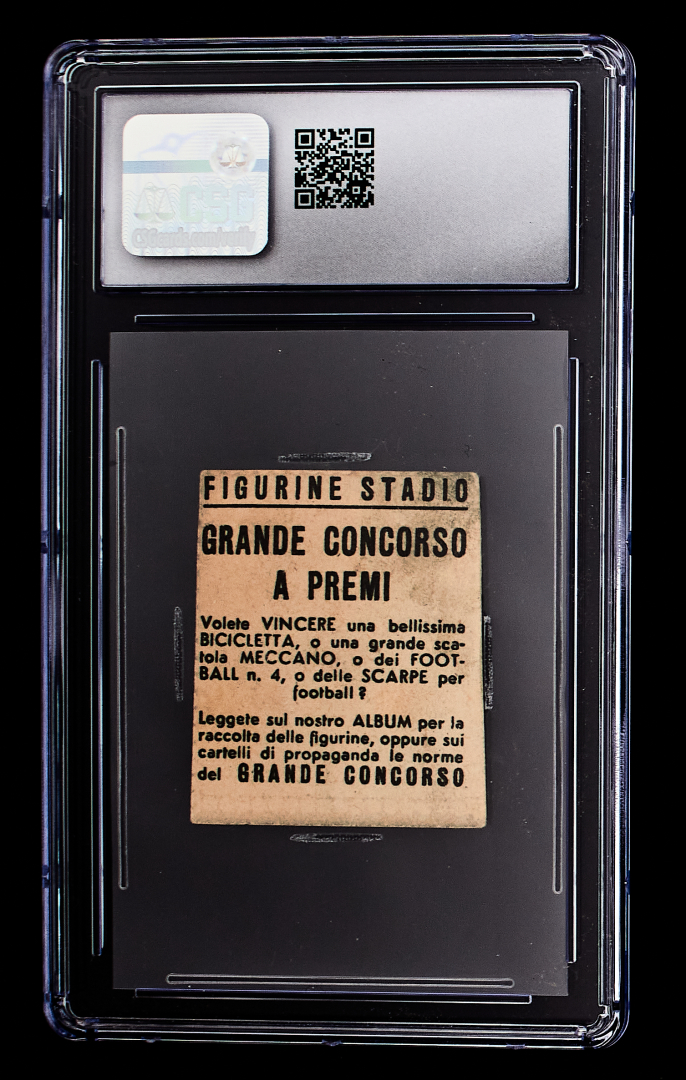 CSG
FIGURINE STADIO
GRANDE CONCORSO
A PREMI
Volete VINCERE una bellissima
BICICLETTA, o una grande sca-
tola MECCANO, o dei FOOT-
BALL n. 4, o delle SCARPE per
football?
Leggete sul nostro ALBUM per la
raccolta delle figurine, oppure sui
cartelli di propaganda le norme
del GRANDE CONCORSO